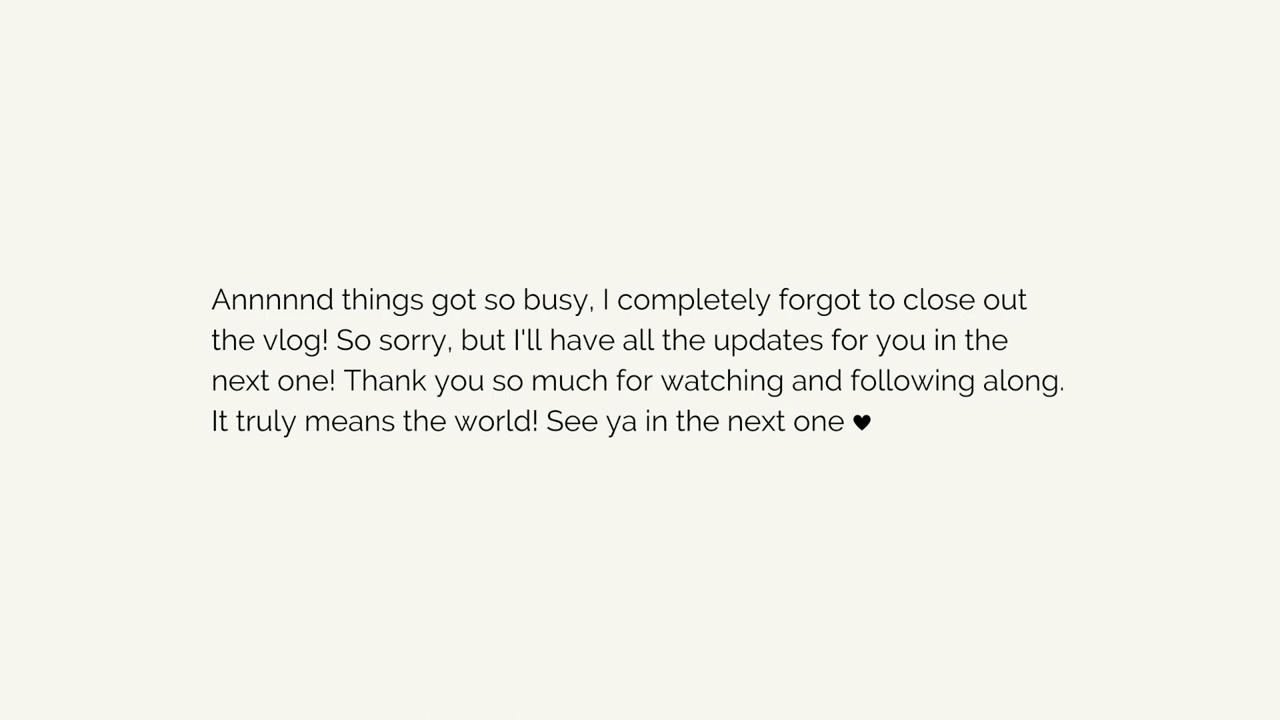 Annnnnd things got so busy, I completely forgot to close out
the vlog! So sorry, but I'll have all the updates for you in the
next one! Thank you so much for watching and following along.
It truly means the world! See ya in the next one ♥